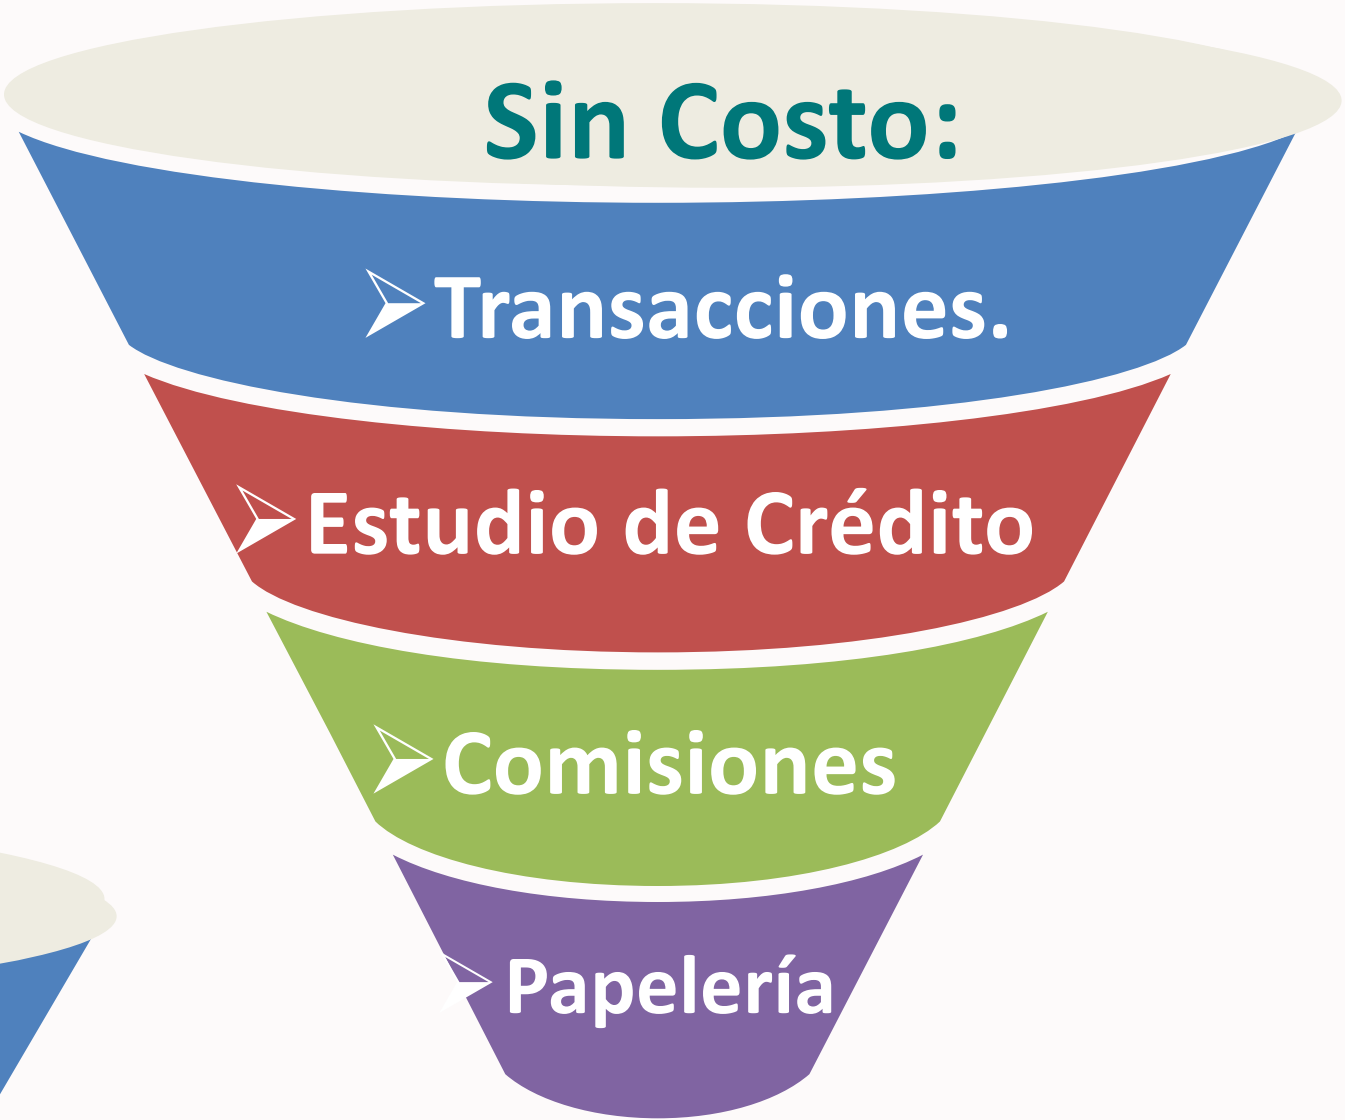 Sin Costo:
➢Transacciones.
➢Estudio de Crédito
➢Comisiones
➢Papelería